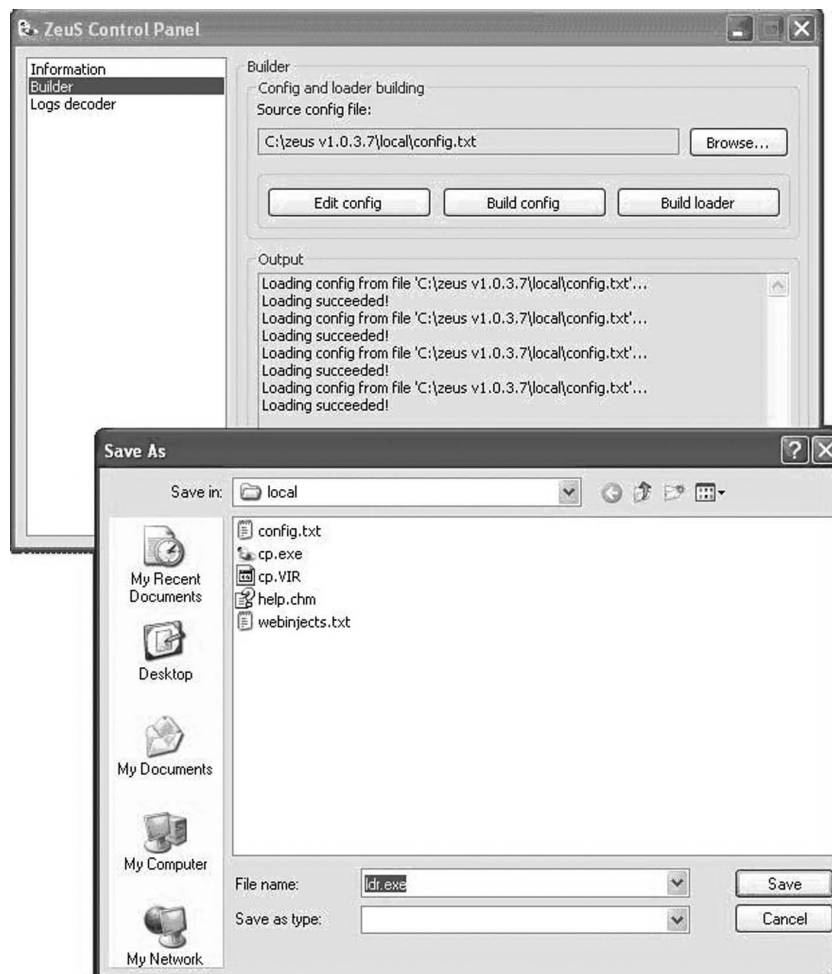 ZeuS Control Panel
Information
Builder
Logs decoder
Builder
Config and loader building
Source config file:
C:\zeus v1.0.3.7\local\config.txt
Browse...
Edit config
Build config
Build loader
Output
Loading config from file 'C:\zeus v1.0.3.7\local\config.txt'...
Loading succeeded!
Loading config from file 'C:\zeus v1.0.3.7\local\config.txt'...
Loading succeeded!
Loading config from file 'C:\zeus v1.0.3.7\local\config.txt'...
Loading succeeded!
Loading config from file 'C:\zeus v1.0.3.7\local\config.txt'...
Loading succeeded!
Save As
Save in:
local
My Recent
Documents
Desktop
My Documents
My Computer
My Network
config.txt
cp.exe
cp.VIR
help.chm
webinjects.txt
File name:
ldr.exe
Save
Save as type:
Cancel